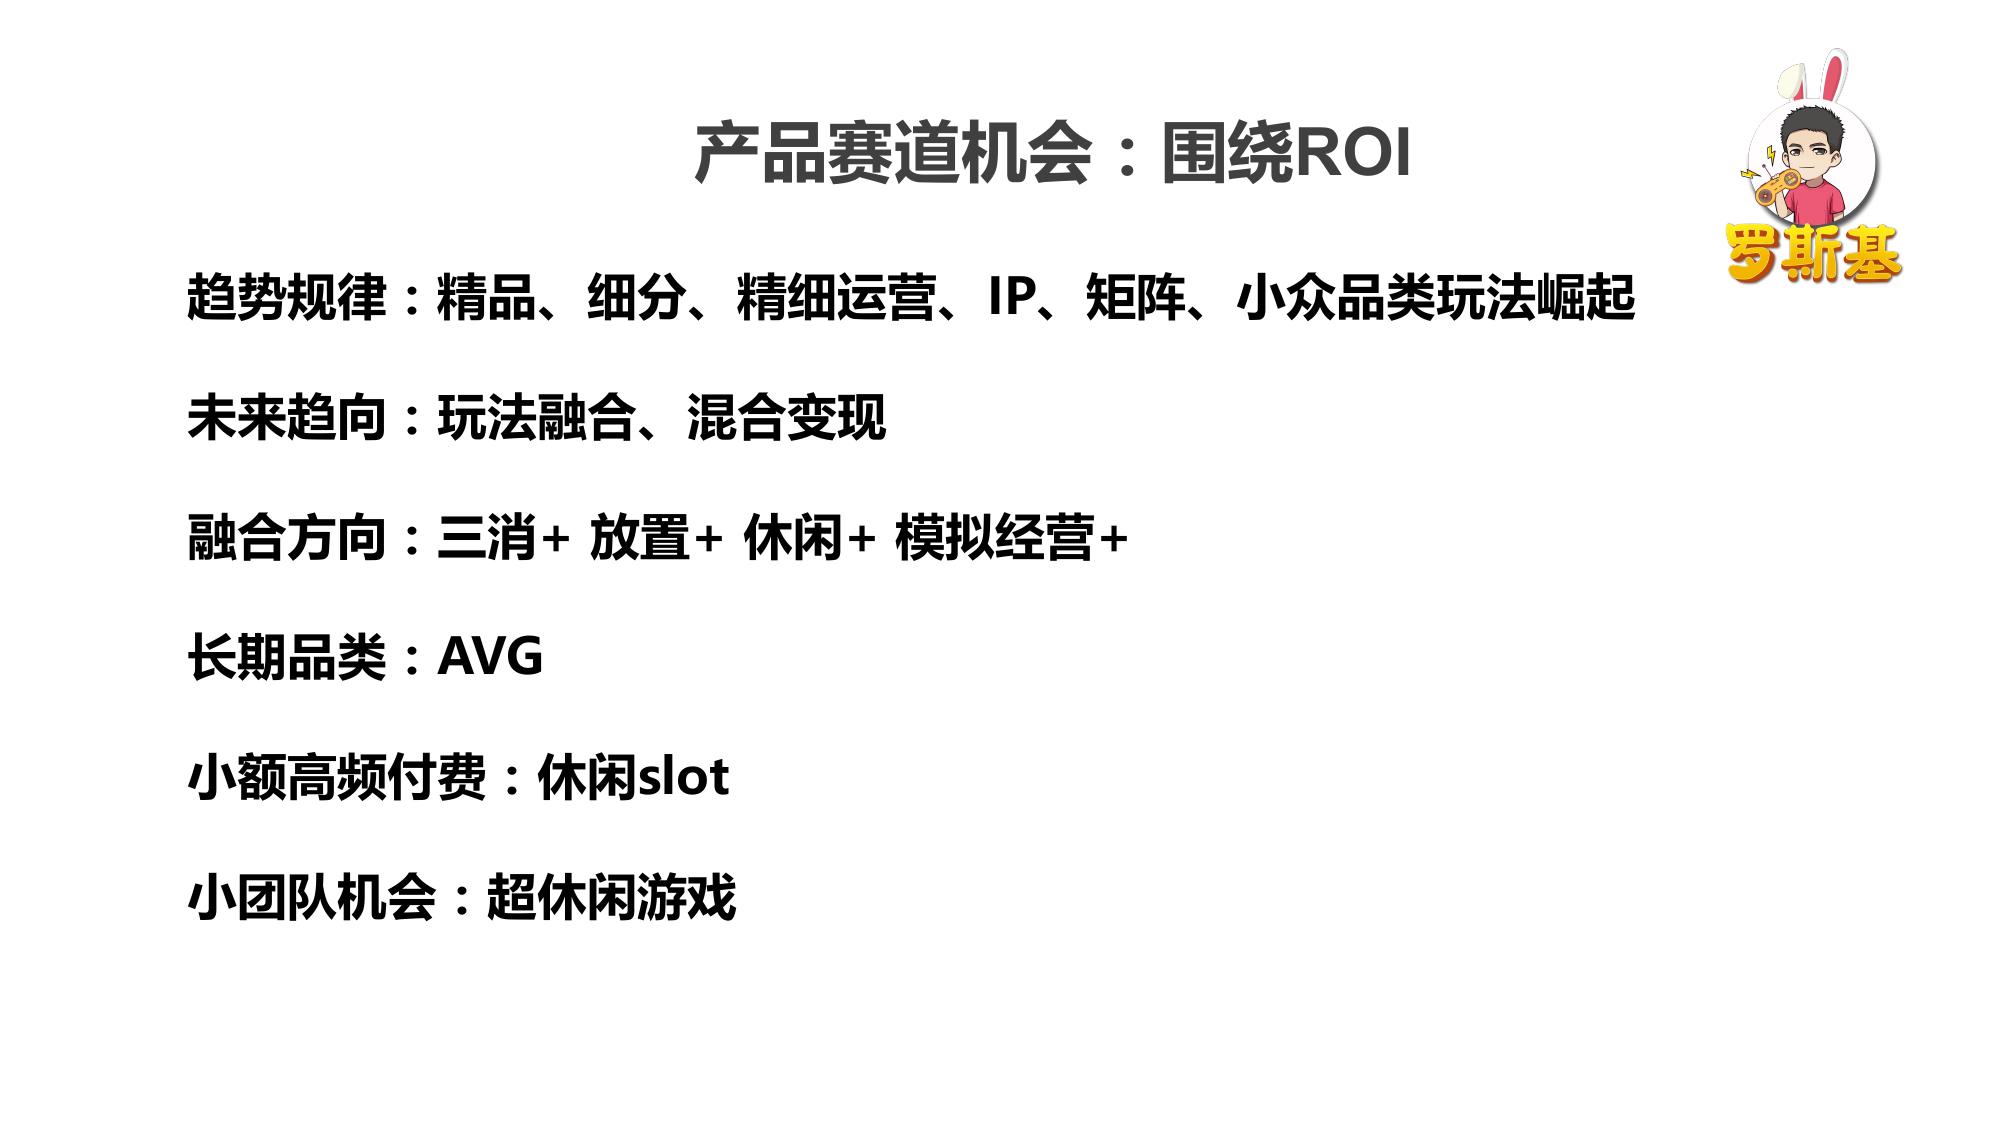 产品赛道机会：围绕ROI
罗斯基
趋势规律：精品、细分、精细运营、IP、矩阵、小众品类玩法崛起
未来趋向：玩法融合、混合变现
融合方向：三消+ 放置+ 休闲+ 模拟经营+
长期品类：AVG
小额高频付费：休闲slot
小团队机会：超休闲游戏